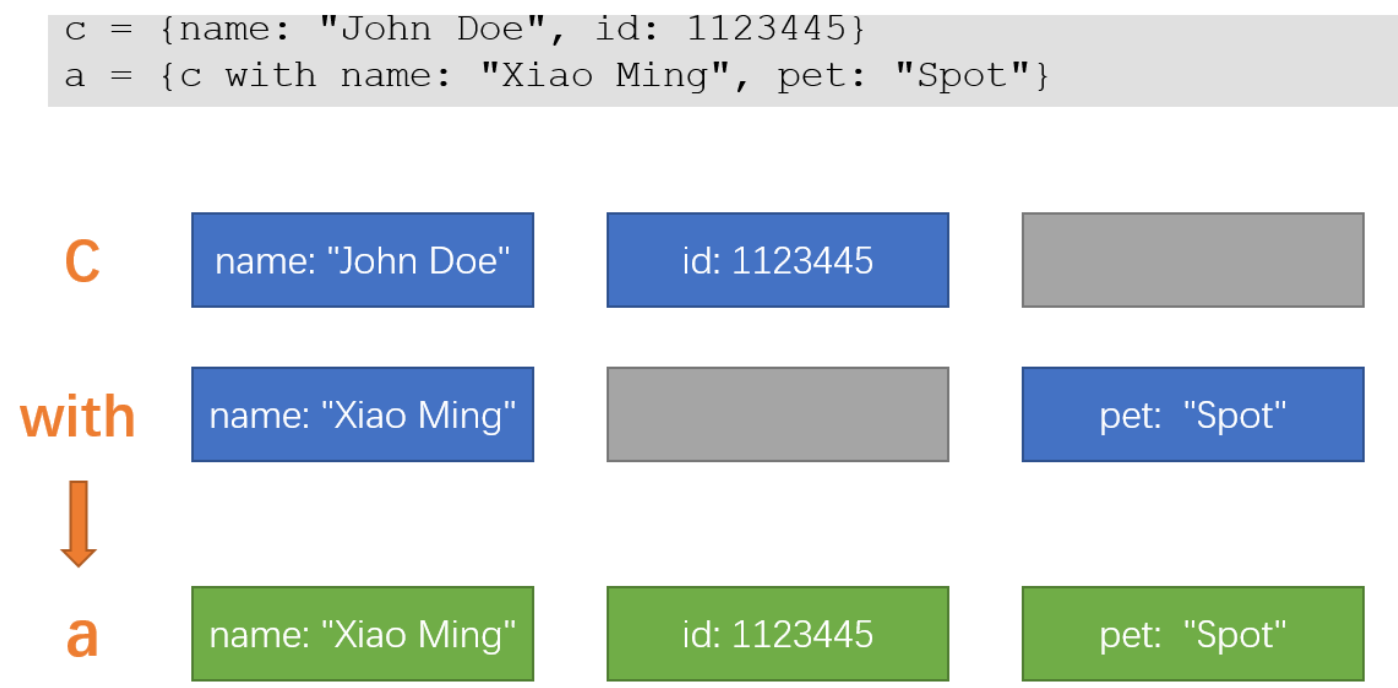 c = {name: "John Doe", id: 1123445}
a = {c with name: "Xiao Ming", pet: "Spot"}
C name: "John Doe" id: 1123445
with name: "Xiao Ming" pet: "Spot"
a name: "Xiao Ming" id: 1123445 pet: "Spot"